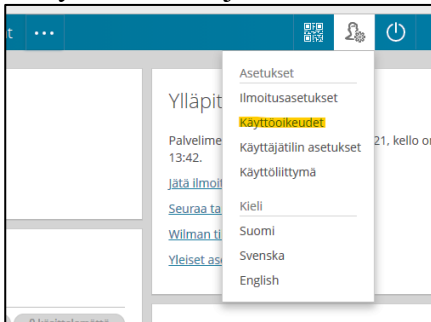 t ...
Asetukset
Ilmoitusasetukset
Käyttöoikeudet
Käyttäjätilin asetukset
Käyttöliittymä
Kieli
Suomi
Svenska
English
Ylläpit
Palvelime 21, kello on
13:42.
Jätä ilmoit
Seuraa ta
Wilman ti
Yleiset ase